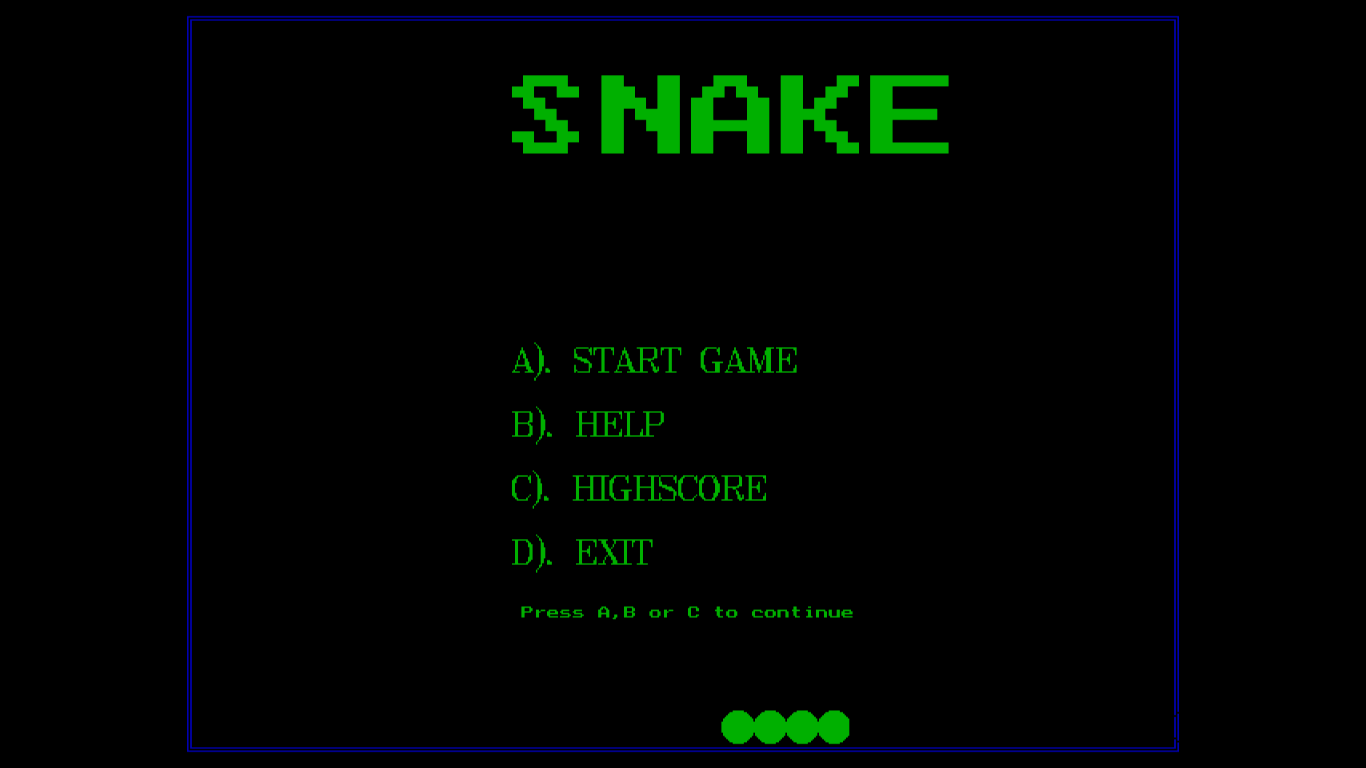 SNAKE
A). START GAME
B). HELP
C). HIGHSCORE
D). EXIT
Press A,B or C to continue